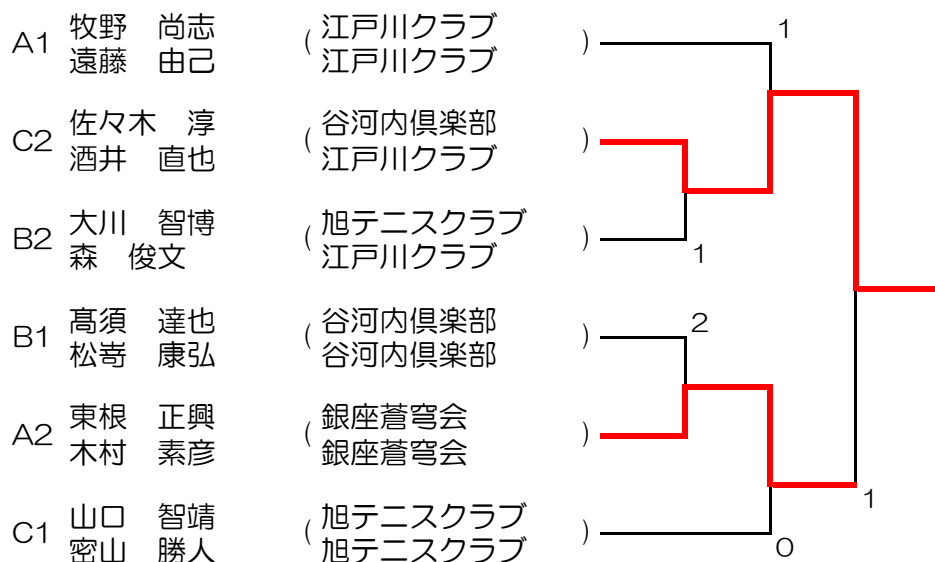 A1 牧野 尚志 ( 江戸川クラブ ) 1
遠藤 由己 江戸川クラブ
C2 佐々木 淳 ( 谷河内倶楽部 )
酒井 直也 江戸川クラブ
B2 大川 智博 ( 旭テニスクラブ )
森 俊文 江戸川クラブ 1
B1 髙須 達也 ( 谷河内倶楽部 ) 2
松嵜 康弘 谷河内倶楽部
A2 東根 正興 ( 銀座蒼穹会 )
木村 素彦 銀座蒼穹会
1
C1 山口 智靖 ( 旭テニスクラブ )
密山 勝人 旭テニスクラブ 0